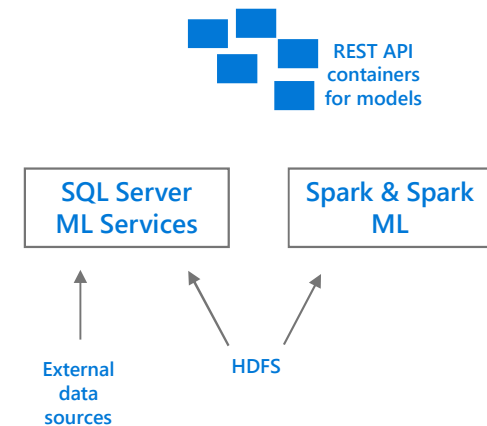 REST API
containers
for models
SQL Server
ML Services
Spark & Spark
ML
External
data
sources
HDFS